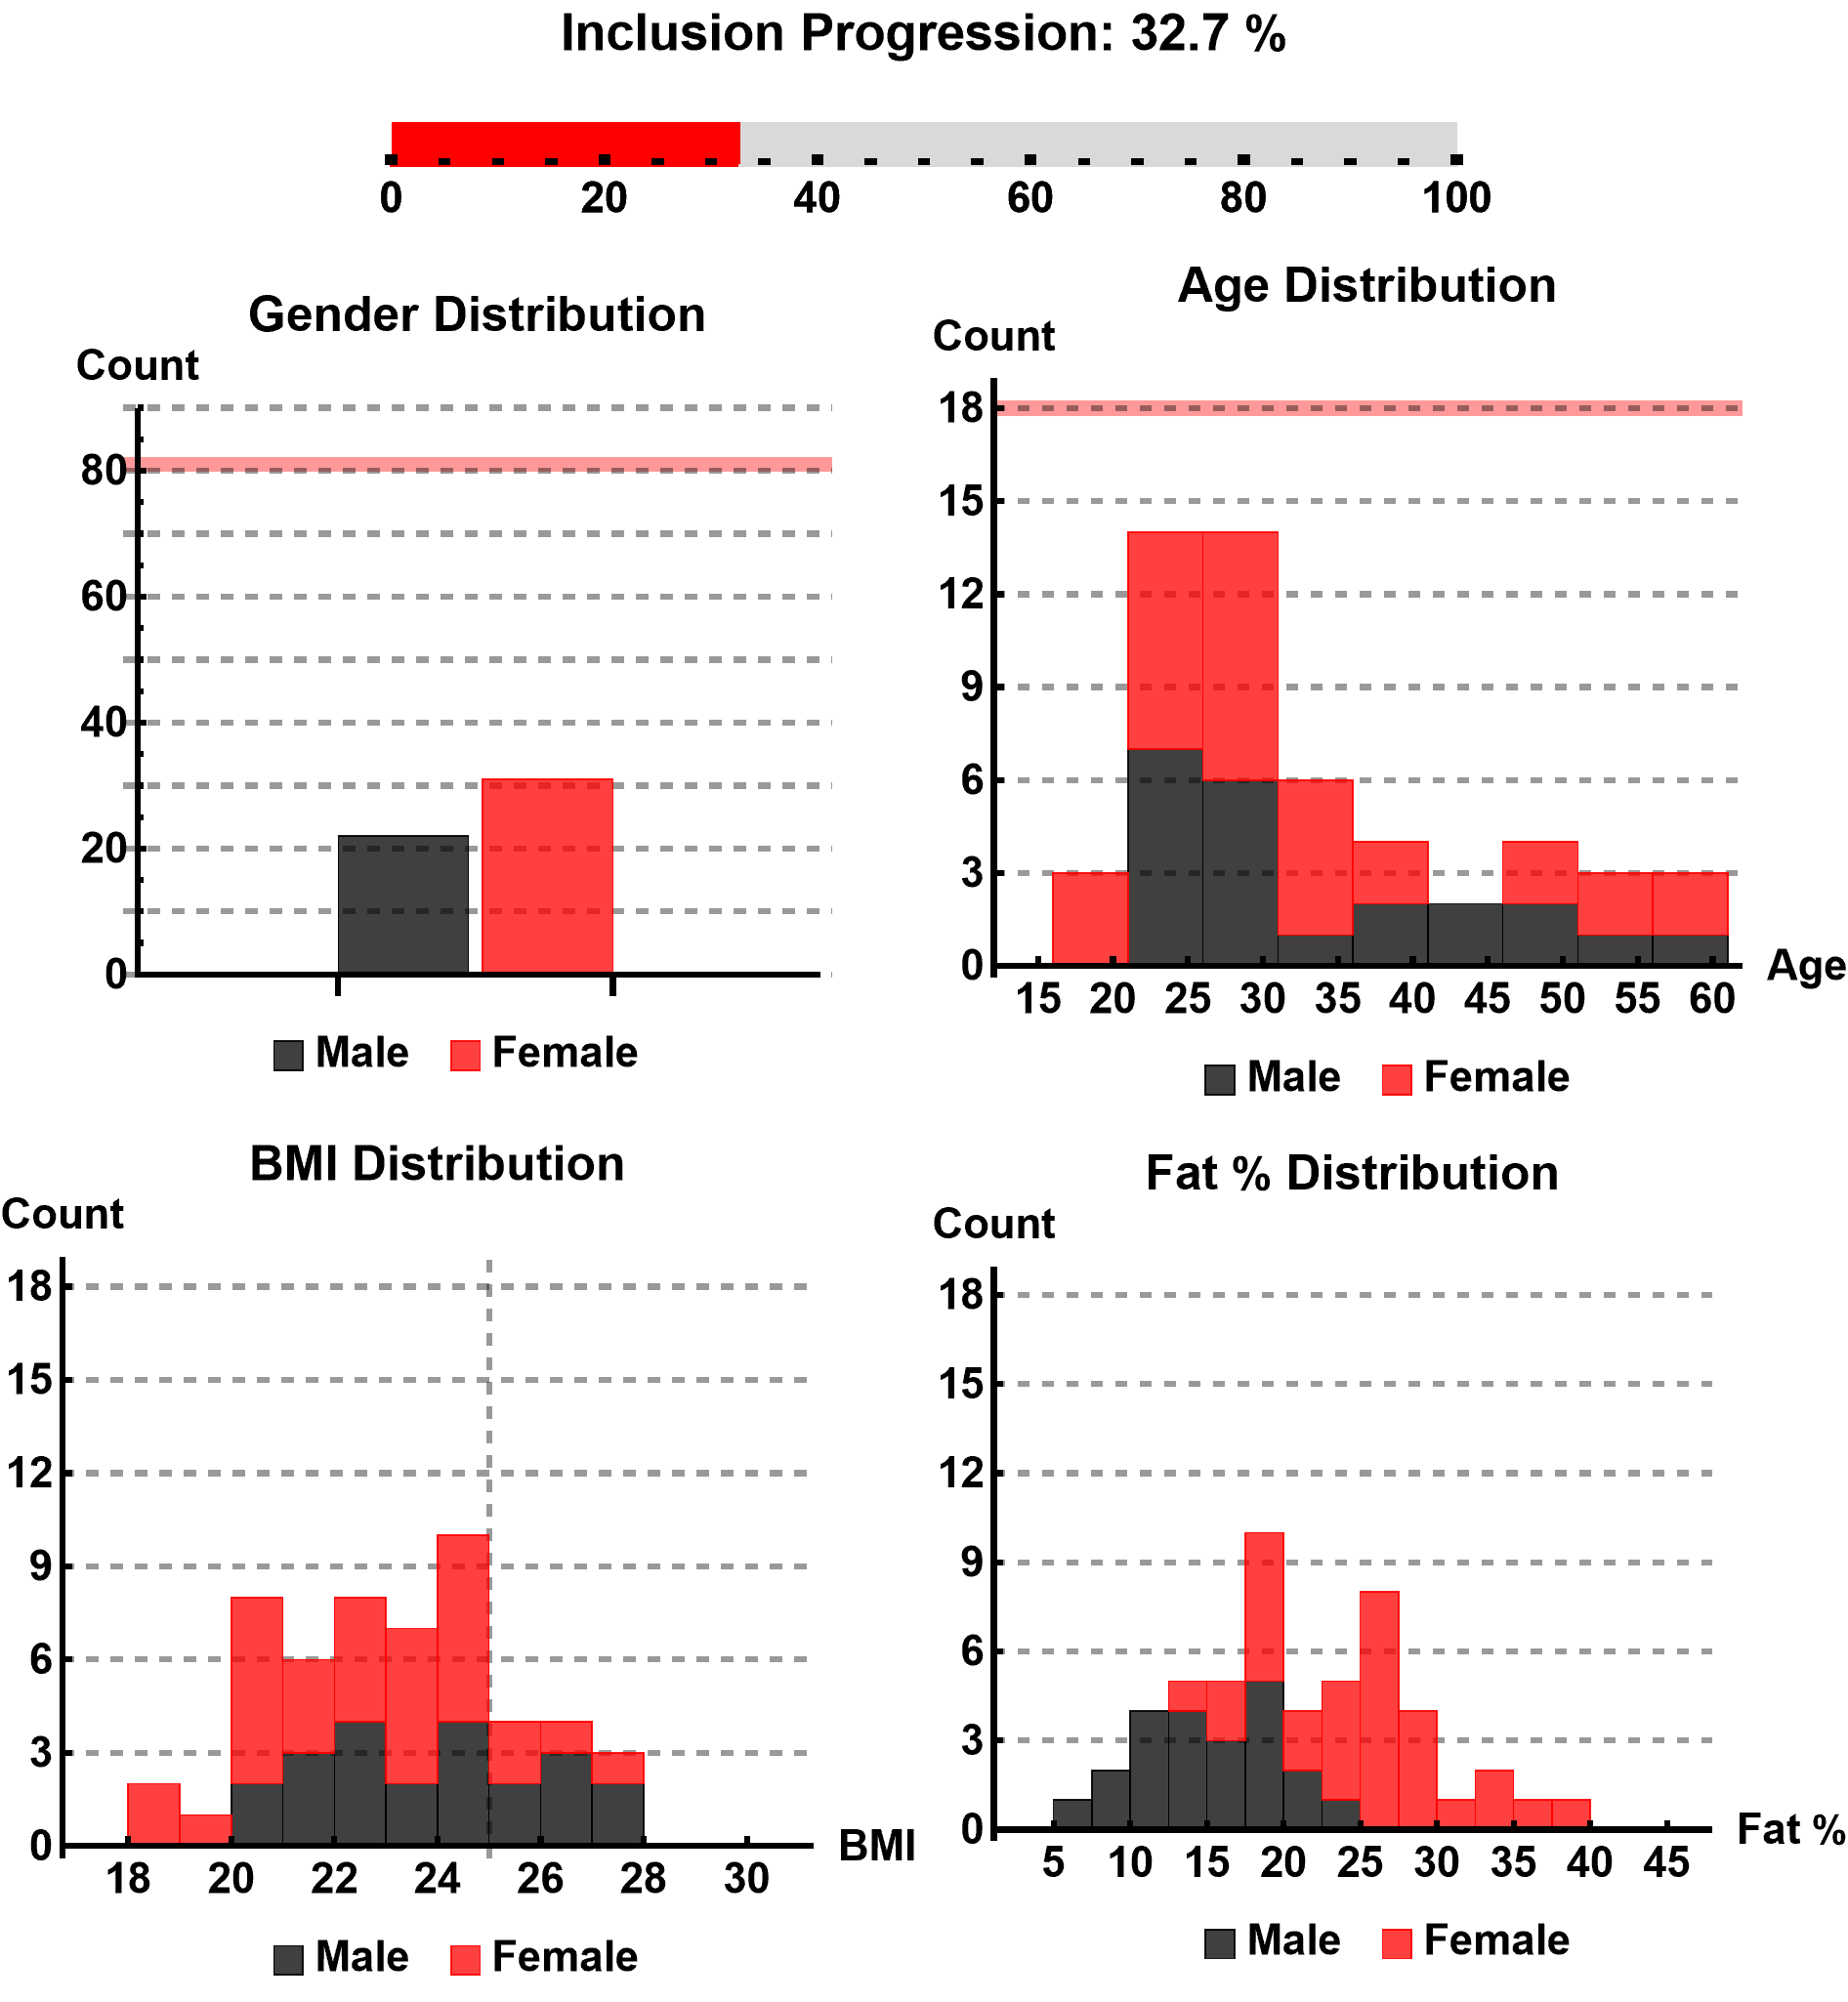 Inclusion Progression: 32.7 %
0 20 40 60 80 100
Gender Distribution
Count
80
60
40
20
0
Male Female
Age Distribution
Count
18
15
12
9
6
3
0
15 20 25 30 35 40 45 50 55 60
Age
Male Female
BMI Distribution
Count
18
15
12
9
6
3
0
18 20 22 24 26 28 30
BMI
Male Female
Fat % Distribution
Count
18
15
12
9
6
3
0
5 10 15 20 25 30 35 40 45
Fat %
Male Female